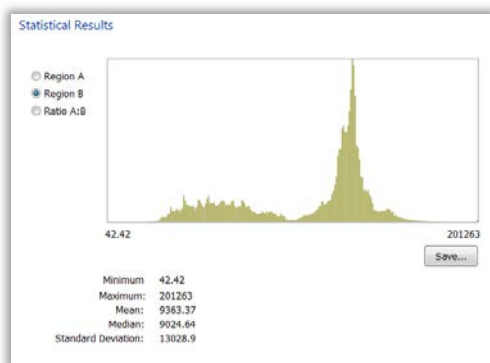 Statistical Results
Region A
Region B
Ratio A:B
42.42 201263
Save...
Minimum 42.42
Maximum: 201263
Mean: 9363.37
Median: 9024.64
Standard Deviation: 13028.9